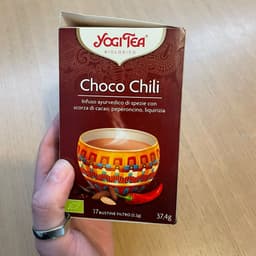 YOGI TEA
BIOLOGICO
Choco Chili
Infuso ayurvedico di spezie con
scorza di cacao, peperoncino, liquirizia
17 BUSTINE FILTRO (2.2g)
37,4g